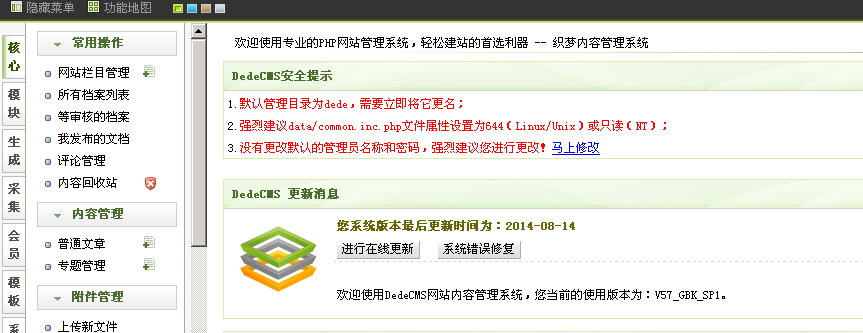 隐藏菜单 功能地图
核心
模块
生成
采集
会员
模板
系
常用操作
网站栏目管理
所有档案列表
等审核的档案
我发布的文档
评论管理
内容回收站
内容管理
普通文章
专题管理
附件管理
上传新文件
欢迎使用专业的PHP网站管理系统，轻松建站的首选利器 -- 织梦内容管理系统
DedeCMS安全提示
1.默认管理目录为dede，需要立即将它更名；
2.强烈建议data/common.inc.php文件属性设置为644（Linux/Unix）或只读（NT）；
3.没有更改默认的管理员名称和密码，强烈建议您进行更改！马上修改
DedeCMS 更新消息
您系统版本最后更新时间为：2014-08-14
进行在线更新 系统错误修复
欢迎使用DedeCMS网站内容管理系统，您当前的使用版本为：V57_GBK_SP1。